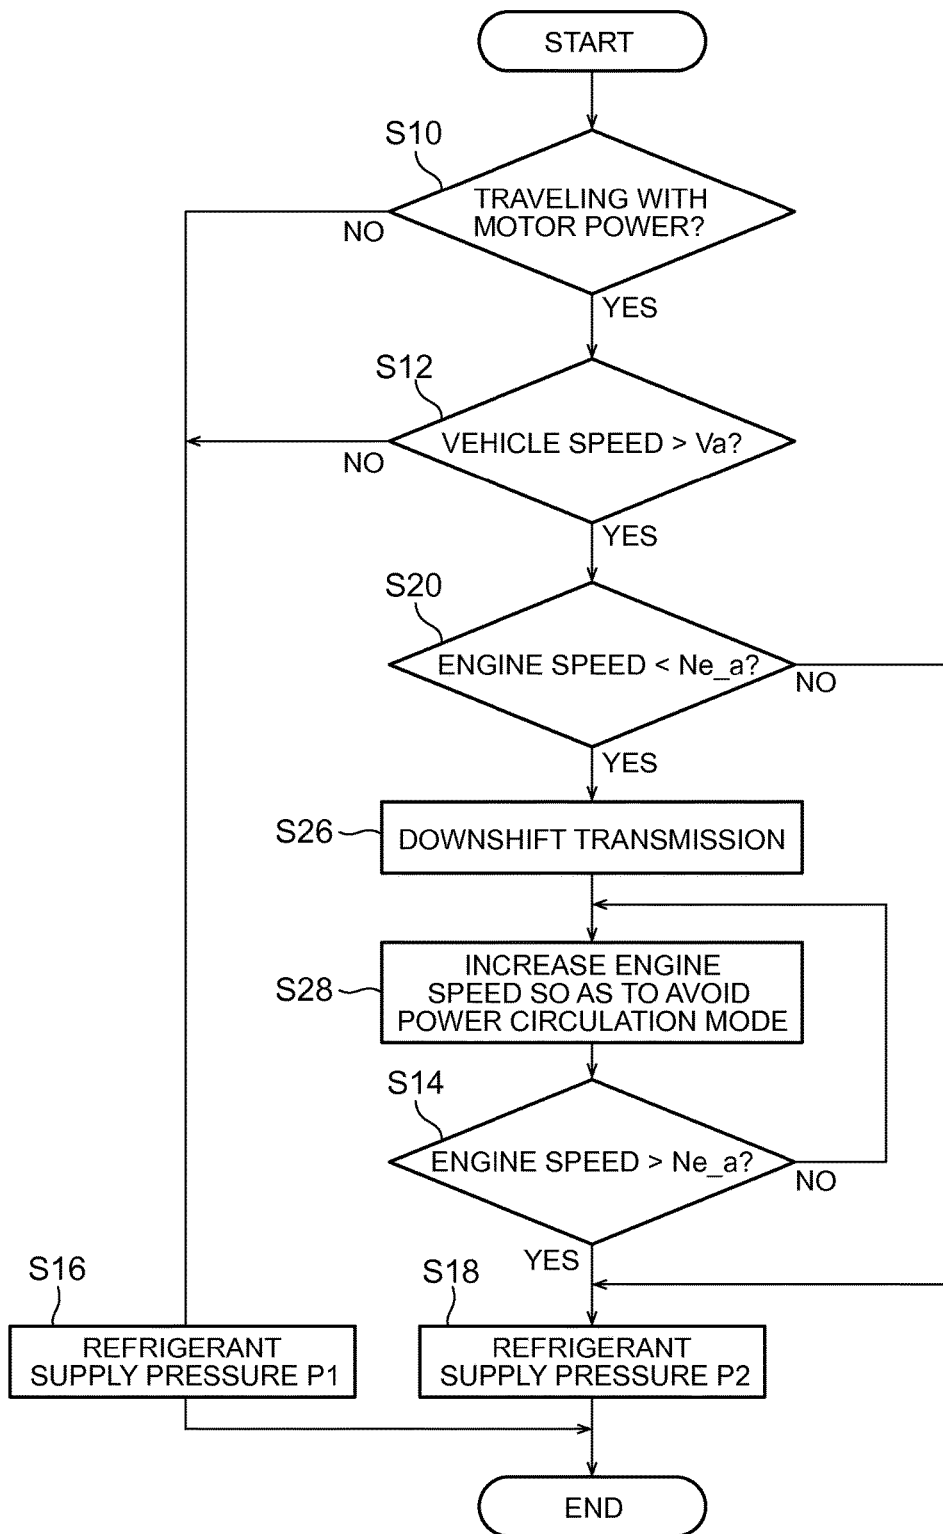 START
S10
TRAVELING WITH
MOTOR POWER?
NO
YES
S12
VEHICLE SPEED > Va?
NO
YES
S20
ENGINE SPEED < Ne_a?
NO
YES
S26
DOWNSHIFT TRANSMISSION
S28
INCREASE ENGINE
SPEED SO AS TO AVOID
POWER CIRCULATION MODE
S14
ENGINE SPEED > Ne_a?
NO
YES
S16
REFRIGERANT
SUPPLY PRESSURE P1
S18
REFRIGERANT
SUPPLY PRESSURE P2
END